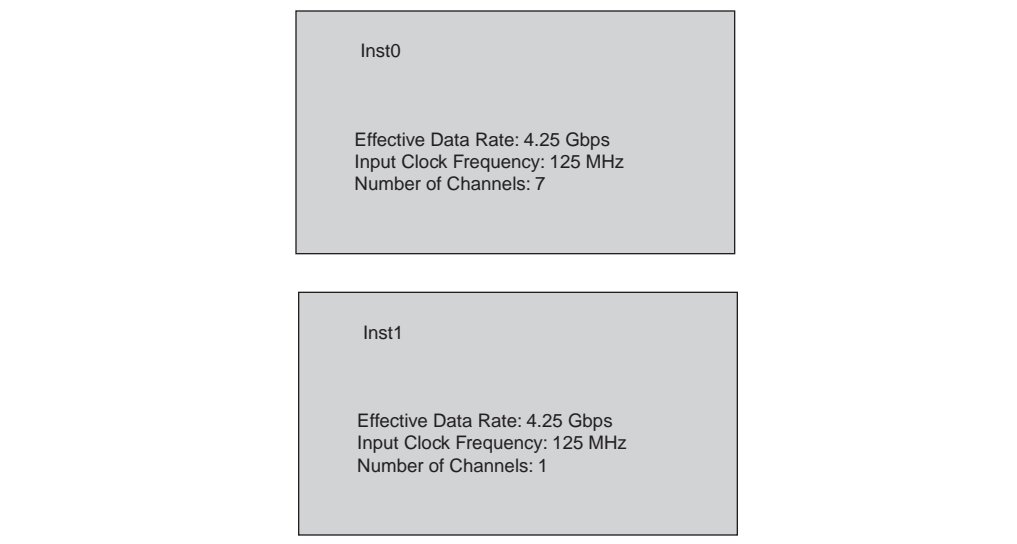 Inst0
Effective Data Rate: 4.25 Gbps
Input Clock Frequency: 125 MHz
Number of Channels: 7
Inst1
Effective Data Rate: 4.25 Gbps
Input Clock Frequency: 125 MHz
Number of Channels: 1